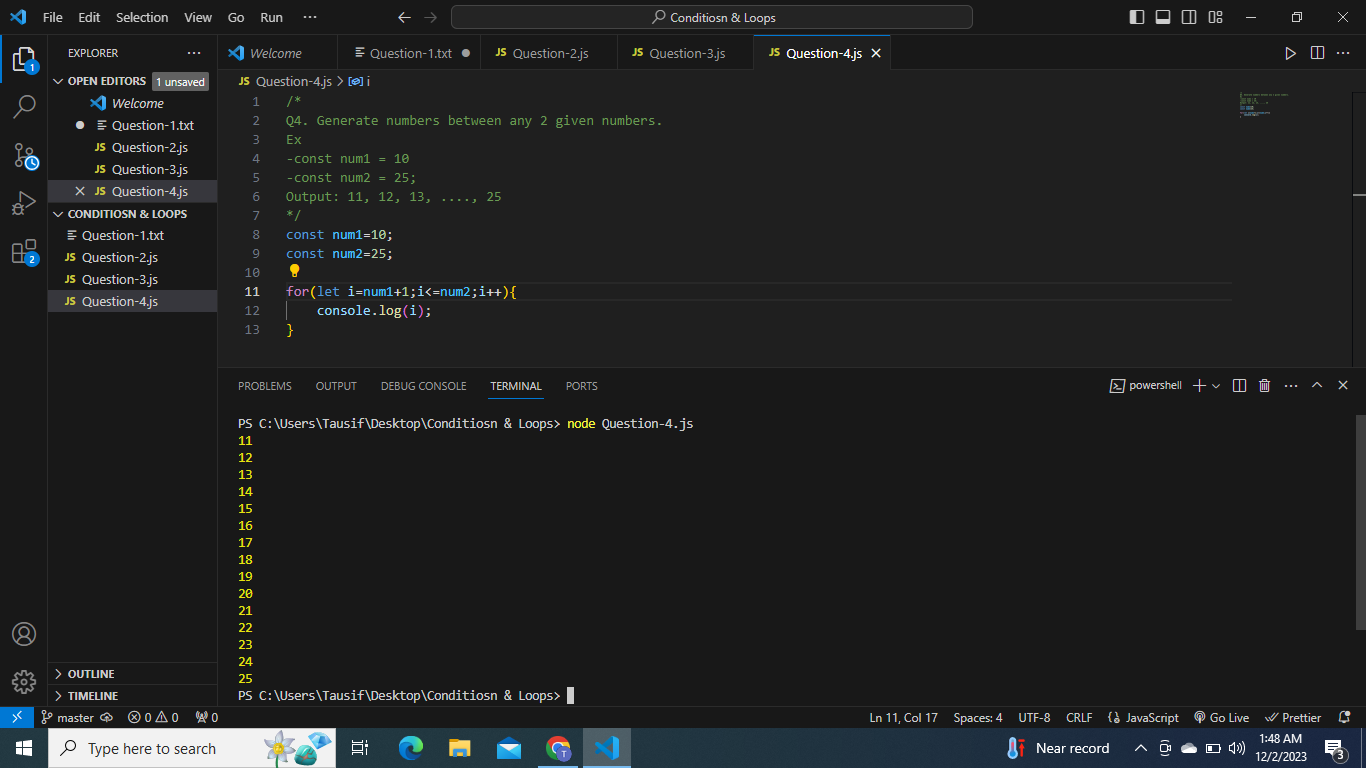 File Edit Selection View Go Run ··· Conditiosn & Loops
EXPLORER ···
OPEN EDITORS 1 unsaved
Welcome
Question-1.txt
Question-2.js
Question-3.js
Question-4.js
CONDITIOSN & LOOPS
Question-1.txt
Question-2.js
Question-3.js
Question-4.js
OUTLINE
TIMELINE
1
2
2
Welcome Question-1.txt JS Question-2.js JS Question-3.js JS Question-4.js
JS Question-4.js > i
1 /*
2 Q4. Generate numbers between any 2 given numbers.
3 Ex
4 -const num1 = 10
5 -const num2 = 25;
6 Output: 11, 12, 13, ...., 25
7 */
8 const num1=10;
9 const num2=25;
10
11 for(let i=num1+1;i<=num2;i++){
12 console.log(i);
13 }
PROBLEMS OUTPUT DEBUG CONSOLE TERMINAL PORTS powershell
PS C:\Users\Tausif\Desktop\Conditiosn & Loops> node Question-4.js
11
12
13
14
15
16
17
18
19
20
21
22
23
24
25
PS C:\Users\Tausif\Desktop\Conditiosn & Loops>
master 0 0 0 Ln 11, Col 17 Spaces: 4 UTF-8 CRLF {} JavaScript Go Live Prettier
Type here to search T Near record 1:48 AM
12/2/2023 3